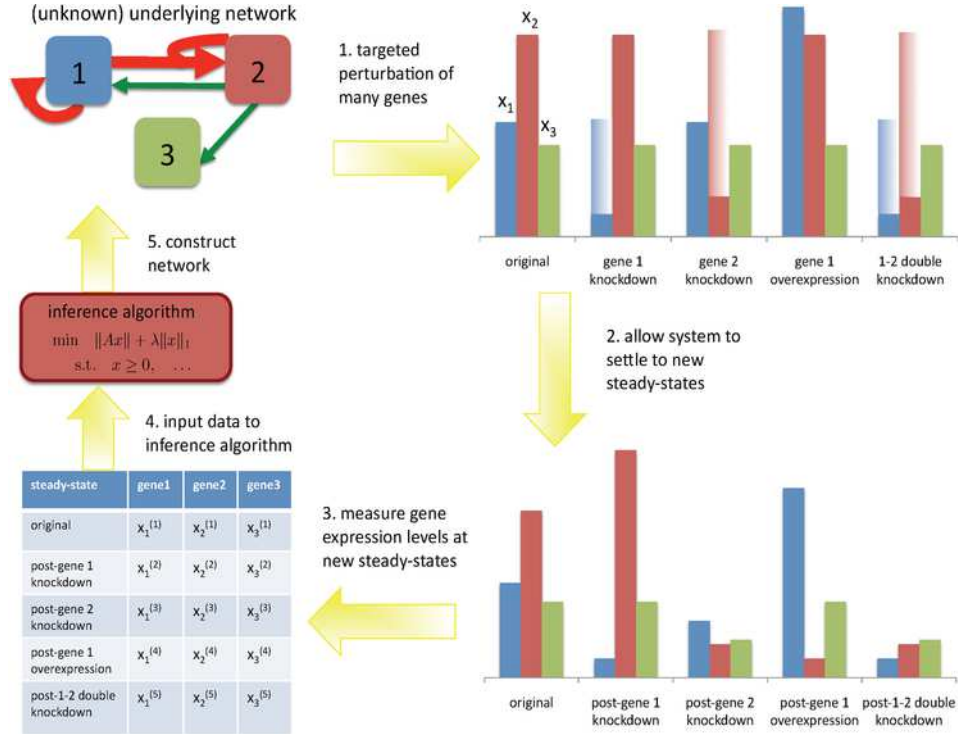 (unknown) underlying network
1
2
3
1. targeted
perturbation of
many genes
x₁
x₂
x₃
original
gene 1
knockdown
gene 2
knockdown
gene 1
overexpression
1-2 double
knockdown
2. allow system to
settle to new
steady-states
original
post-gene 1
knockdown
post-gene 2
knockdown
post-gene 1
overexpression
post-1-2 double
knockdown
3. measure gene
expression levels at
new steady-states
steady-state gene1 gene2 gene3
original x₁⁽¹⁾ x₂⁽¹⁾ x₃⁽¹⁾
post-gene 1
knockdown x₁⁽²⁾ x₂⁽²⁾ x₃⁽²⁾
post-gene 2
knockdown x₁⁽³⁾ x₂⁽³⁾ x₃⁽³⁾
post-gene 1
overexpression x₁⁽⁴⁾ x₂⁽⁴⁾ x₃⁽⁴⁾
post-1-2 double
knockdown x₁⁽⁵⁾ x₂⁽⁵⁾ x₃⁽⁵⁾
4. input data to
inference algorithm
inference algorithm
min ‖Ax‖ + λ‖x‖₁
s.t. x ≥ 0, ...
5. construct
network